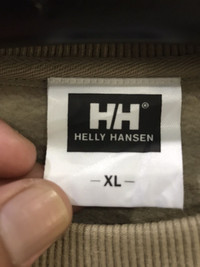 HH®
HELLY HANSEN
- XL -